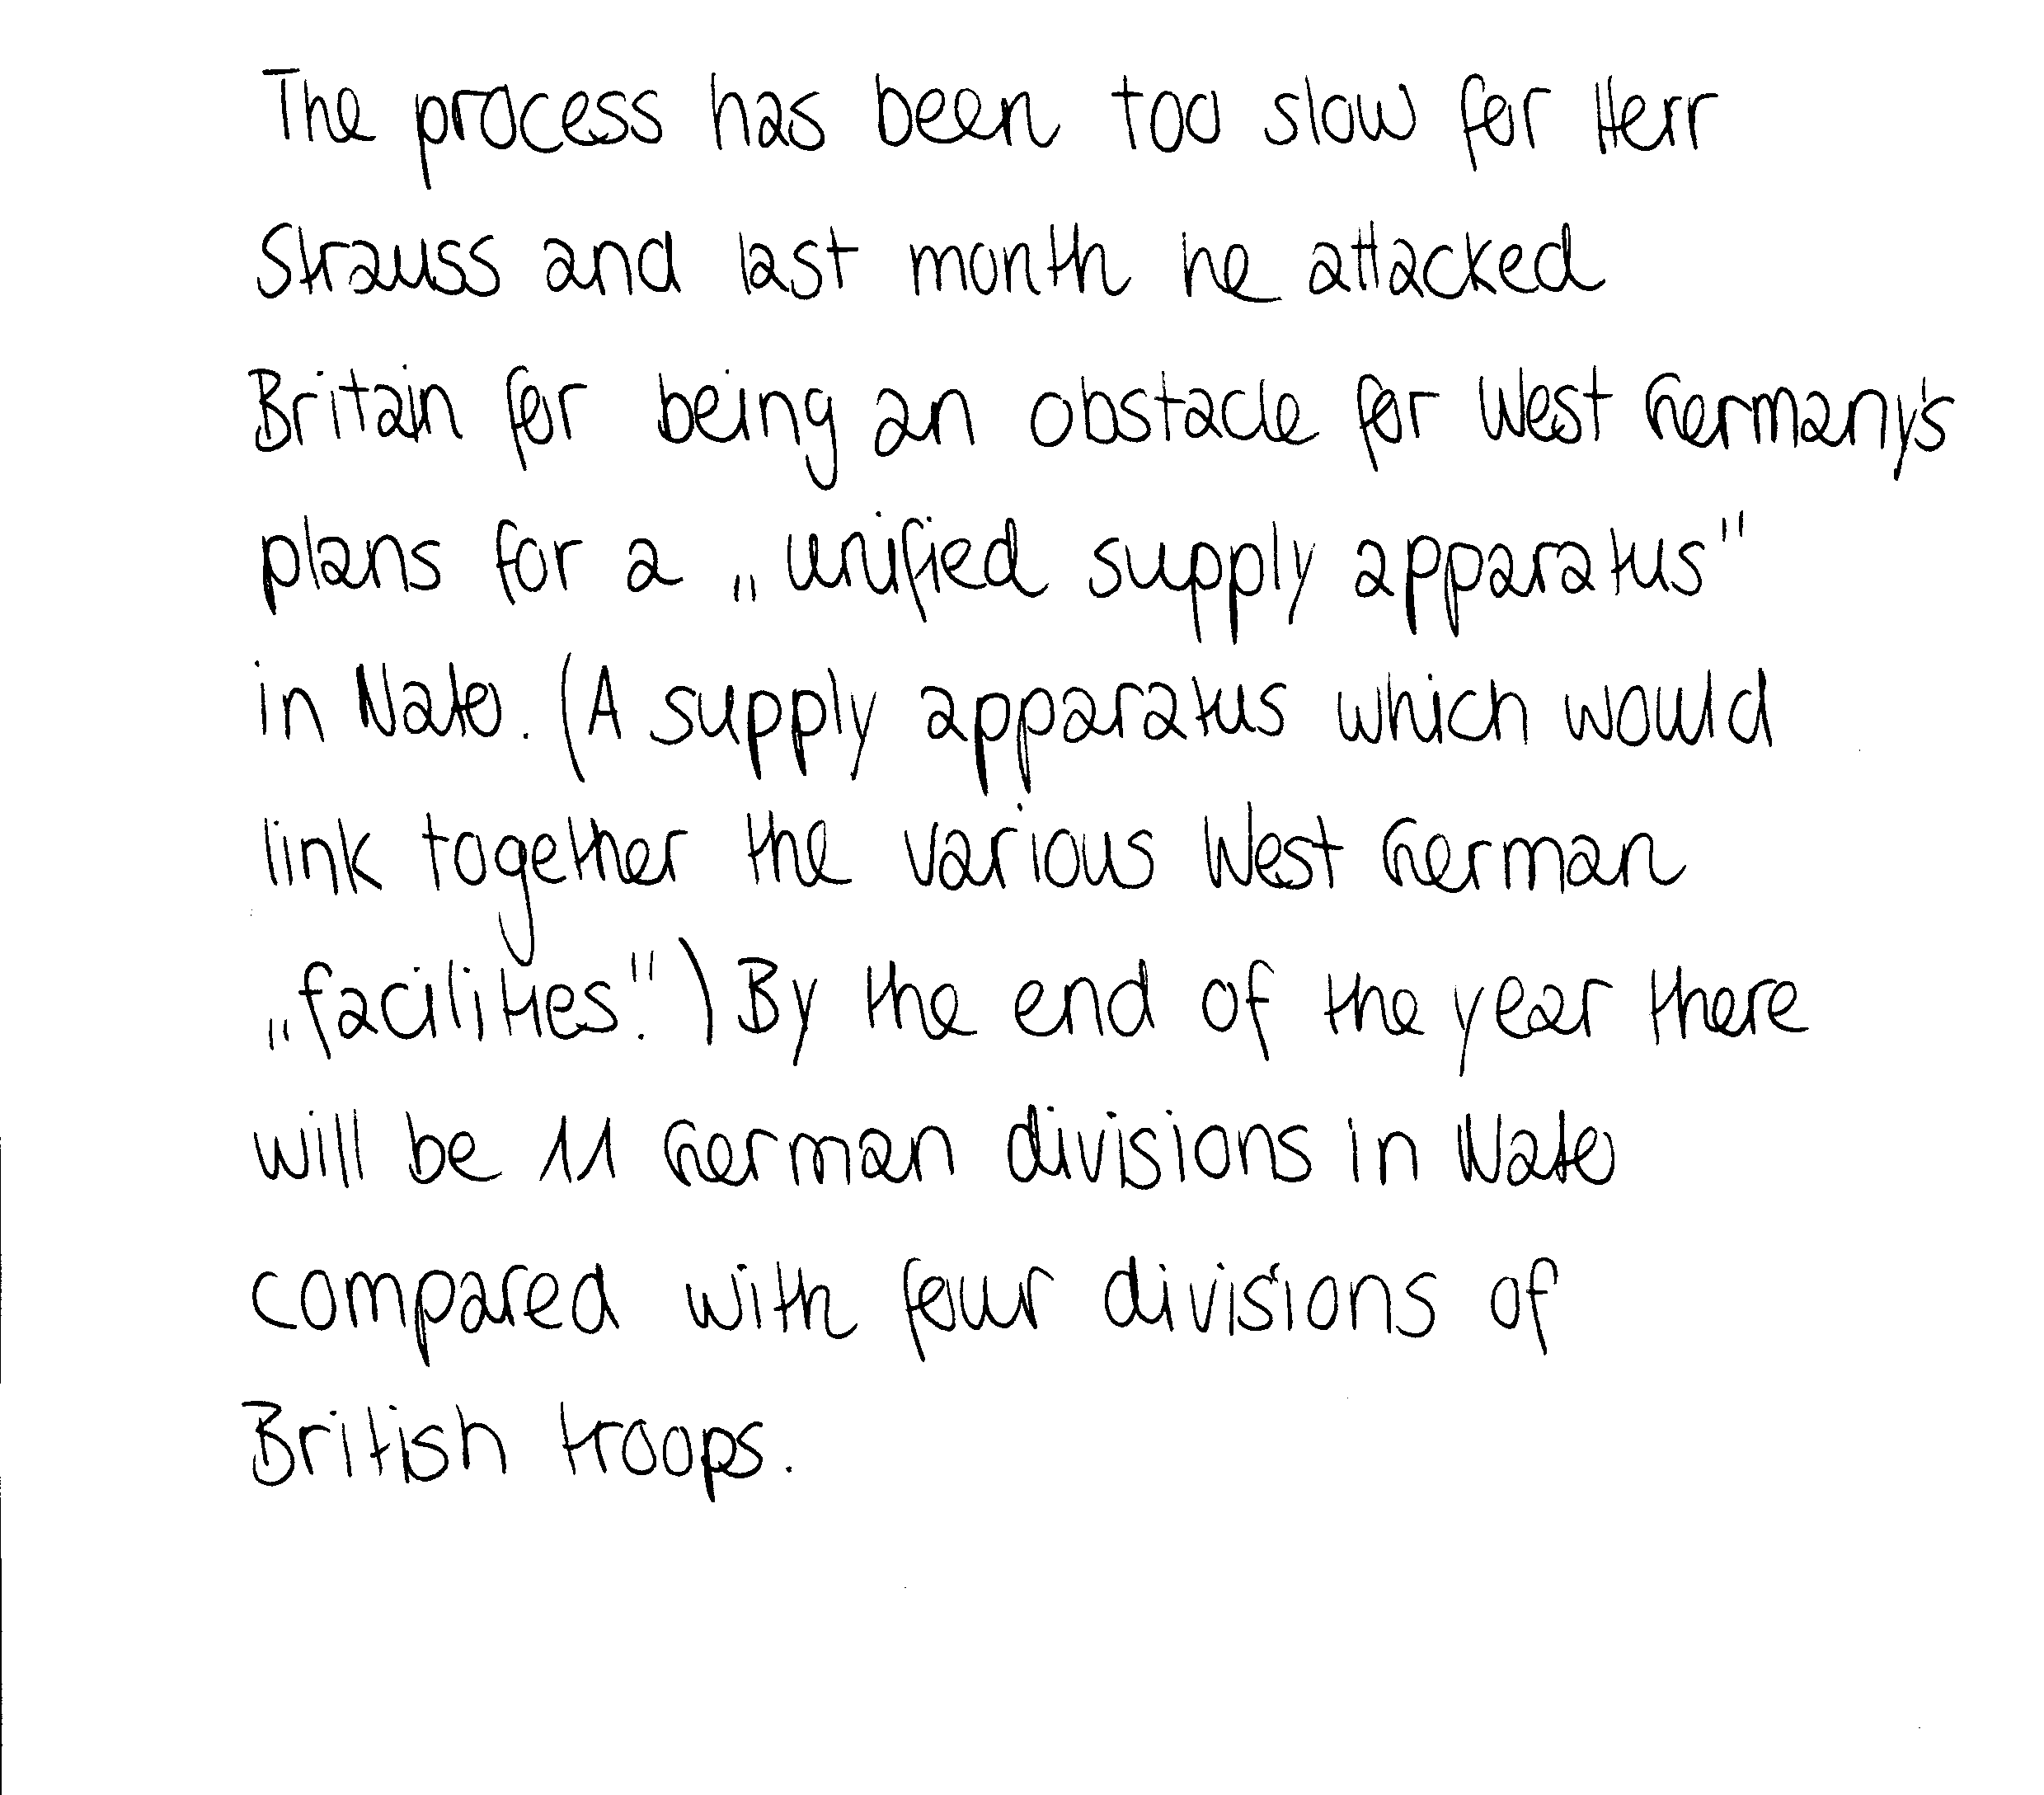 The process has been too slow for Herr
Strauss and last month he attacked
Britain for being an obstacle for West Germany's
plans for a „unified supply apparatus"
in Nato. (A supply apparatus which would
link together the various West German
„facilities.") By the end of the year there
will be 11 German divisions in Nato
compared with four divisions of
British troops.